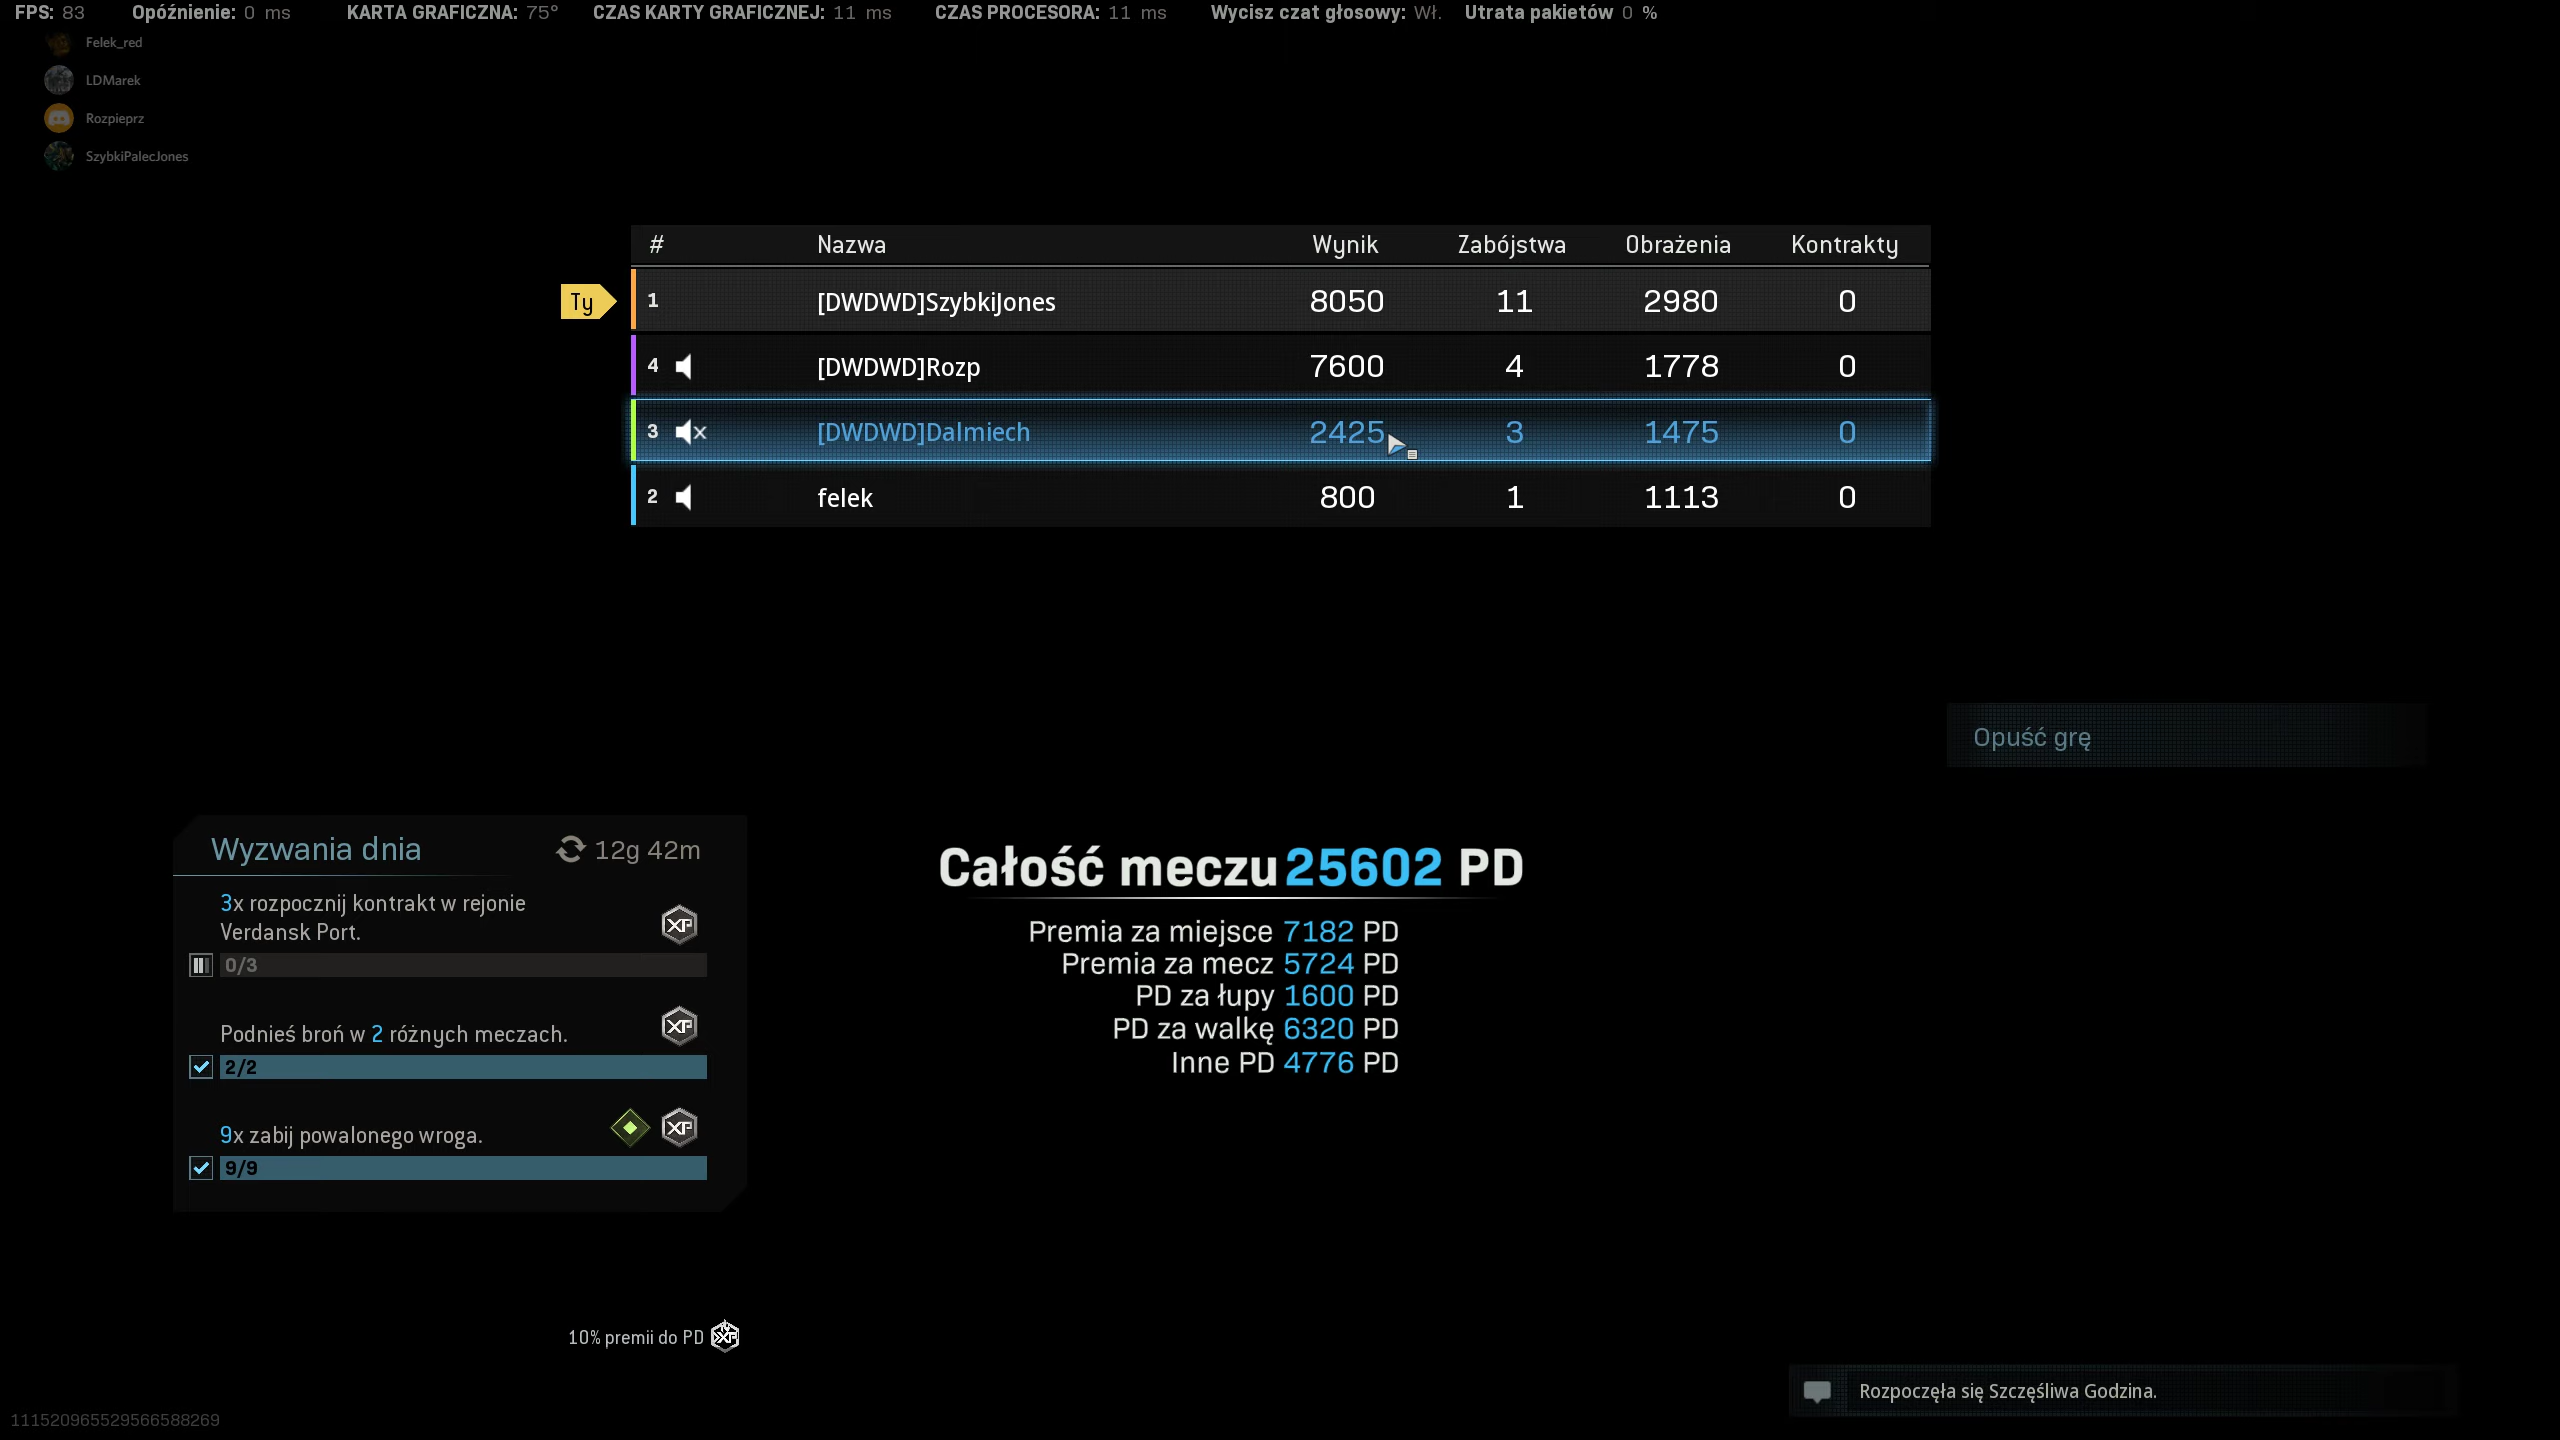 FPS: 83 Opóźnienie: 0 ms KARTA GRAFICZNA: 75° CZAS KARTY GRAFICZNEJ: 11 ms CZAS PROCESORA: 11 ms Wycisz czat głosowy: Wł. Utrata pakietów 0 %
Felek_red
LDMarek
Rozpieprz
SzybkiPalecJones
# Nazwa Wynik Zabójstwa Obrażenia Kontrakty
Ty 1 [DWDWD]SzybkiJones 8050 11 2980 0
4 [DWDWD]Rozp 7600 4 1778 0
3 [DWDWD]Dalmiech 2425 3 1475 0
2 felek 800 1 1113 0
Opuść grę
Wyzwania dnia 12g 42m
3x rozpocznij kontrakt w rejonie
Verdansk Port.
XP
0/3
Podnieś broń w 2 różnych meczach.
XP
2/2
9x zabij powalonego wroga.
XP
9/9
Całość meczu 25602 PD
Premia za miejsce 7182 PD
Premia za mecz 5724 PD
PD za łupy 1600 PD
PD za walkę 6320 PD
Inne PD 4776 PD
10% premii do PD XP
Rozpoczęła się Szczęśliwa Godzina.
111520965529566588269